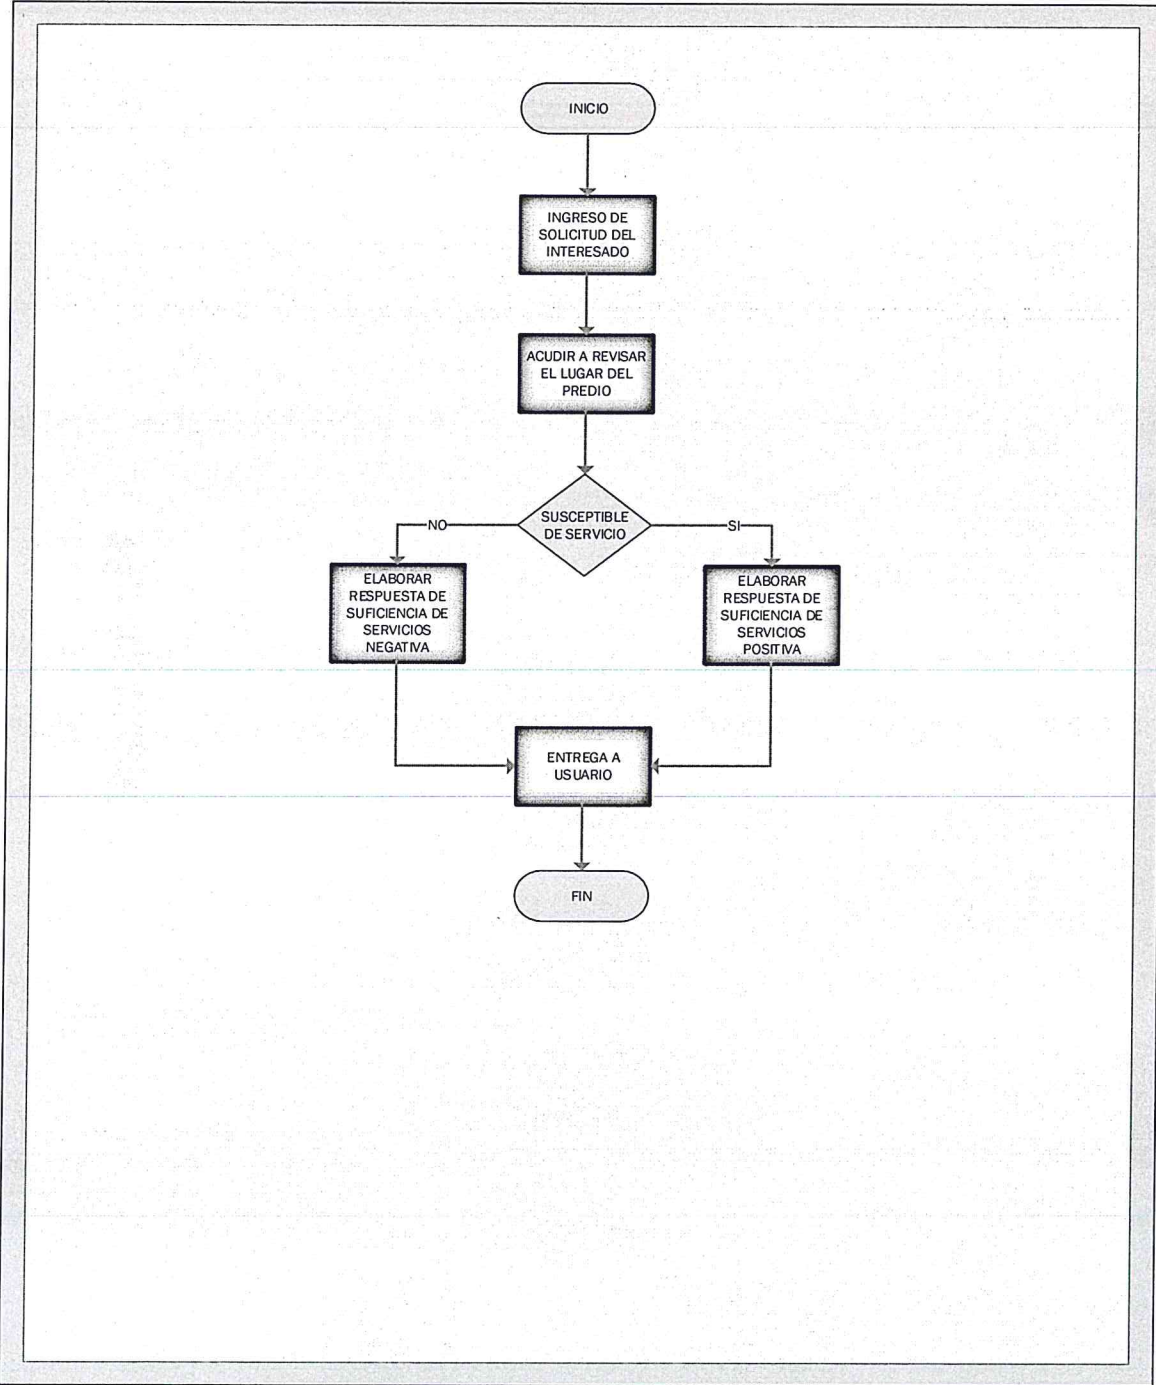 INICIO
INGRESO DE
SOLICITUD DEL
INTERESADO
ACUDIR A REVISAR
EL LUGAR DEL
PREDIO
SUSCEPTIBLE
DE SERVICIO
NO
SI
ELABORAR
RESPUESTA DE
SUFICIENCIA DE
SERVICIOS
NEGATIVA
ELABORAR
RESPUESTA DE
SUFICIENCIA DE
SERVICIOS
POSITIVA
ENTREGA A
USUARIO
FIN